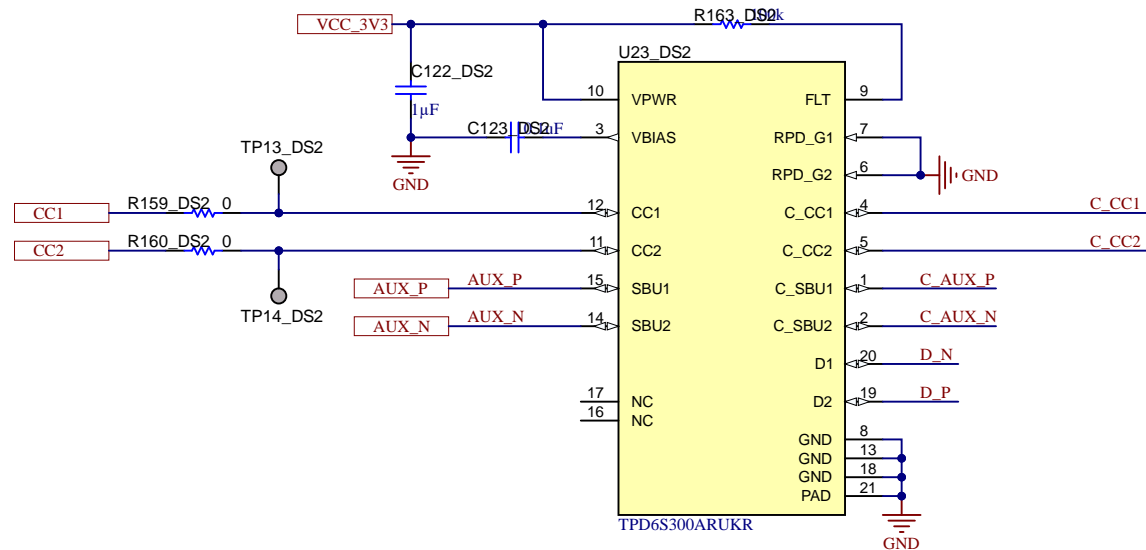 VCC_3V3
R163_DS2
U23_DS2
C122_DS2
1µF
10 VPWR FLT 9
C123_DS2 0.1uF 3 VBIAS RPD_G1 7
TP13_DS2
GND
RPD_G2 6 GND
CC1 R159_DS2 0 12 CC1 C_CC1 4 C_CC1
CC2 R160_DS2 0 11 CC2 C_CC2 5 C_CC2
AUX_P AUX_P 15 SBU1 C_SBU1 1 C_AUX_P
TP14_DS2
AUX_N AUX_N 14 SBU2 C_SBU2 2 C_AUX_N
D1 20 D_N
17 NC D2 19 D_P
16 NC
GND 8
GND 13
GND 18
PAD 21
TPD6S300ARUKR
GND